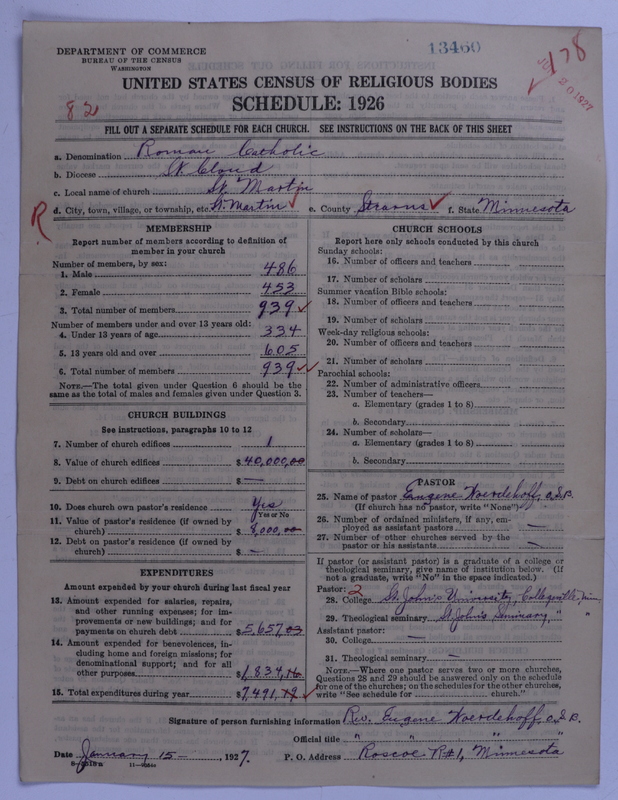 13460
178
JUL 20 1927
DEPARTMENT OF COMMERCE
BUREAU OF THE CENSUS
WASHINGTON
UNITED STATES CENSUS OF RELIGIOUS BODIES
82
SCHEDULE: 1926
FILL OUT A SEPARATE SCHEDULE FOR EACH CHURCH. SEE INSTRUCTIONS ON THE BACK OF THIS SHEET
a. Denomination Roman Catholic
b. Diocese St. Cloud
c. Local name of church St. Martin
R
d. City, town, village, or township, etc. St. Martin e. County Stearns f. State Minnesota
MEMBERSHIP
Report number of members according to definition of
member in your church
Number of members, by sex:
1. Male 486
2. Female 453
3. Total number of members 939
Number of members under and over 13 years old:
4. Under 13 years of age 334
5. 13 years old and over 605
6. Total number of members 939
NOTE.—The total given under Question 6 should be
same as the total of males and females given under Question 3.
CHURCH BUILDINGS
See instructions, paragraphs 10 to 12
7. Number of church edifices 1
8. Value of church edifices $40,000,00
9. Debt on church edifices $ —
10. Does church own pastor's residence Yes
Yes or No
11. Value of pastor's residence (if owned by
church) $8,000,00
12. Debt on pastor's residence (if owned by
church) $ —
EXPENDITURES
Amount expended by your church during last fiscal year
13. Amount expended for salaries, repairs,
and other running expenses; for im-
provements or new buildings; and for
payments on church debt $5,657,03
14. Amount expended for benevolences, in-
cluding home and foreign missions; for
denominational support; and for all
other purposes $1,834,16
15. Total expenditures during year $7,491,19
CHURCH SCHOOLS
Report here only schools conducted by this church
Sunday schools:
16. Number of officers and teachers
17. Number of scholars
Summer vacation Bible schools:
18. Number of officers and teachers
19. Number of scholars
Week-day religious schools:
20. Number of officers and teachers
21. Number of scholars
Parochial schools:
22. Number of administrative officers
23. Number of teachers—
a. Elementary (grades 1 to 8)
b. Secondary
24. Number of scholars—
a. Elementary (grades 1 to 8)
b. Secondary
PASTOR
25. Name of pastor Eugene Woerdehoff, O.S.B.
(If church has no pastor, write "None")
26. Number of ordained ministers, if any, em-
ployed as assistant pastors —
27. Number of other churches served by the
pastor or his assistants —
If pastor (or assistant pastor) is a graduate of a college or
theological seminary, give name of institution below. (If
not a graduate, write "No" in the space indicated.)
Pastor: 2
28. College St. John's University, Collegeville, Minn.
29. Theological seminary St. John's Seminary, "
Assistant pastor:
30. College —
31. Theological seminary —
NOTE.—Where one pastor serves two or more churches,
Questions 28 and 29 should be answered only on the schedule
for one of the churches; on the schedules for the other churches,
write "See schedule for church."
Signature of person furnishing information Rev. Eugene Woerdehoff, O.S.B.
Official title " " " "
Date January 15 —, 1927. P. O. Address Roscoe R#1, Minnesota